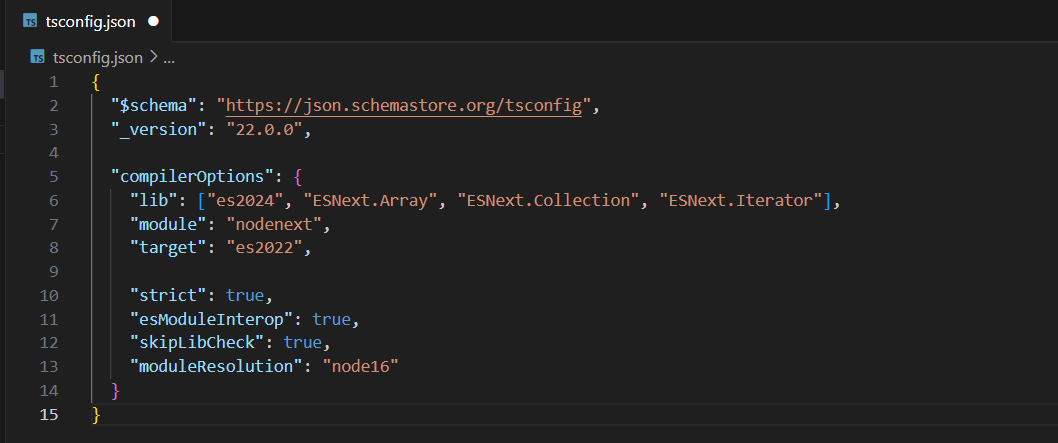 TS tsconfig.json
TS tsconfig.json > ...
1 {
2 "$schema": "https://json.schemastore.org/tsconfig",
3 "_version": "22.0.0",
4
5 "compilerOptions": {
6 "lib": ["es2024", "ESNext.Array", "ESNext.Collection", "ESNext.Iterator"],
7 "module": "nodenext",
8 "target": "es2022",
9
10 "strict": true,
11 "esModuleInterop": true,
12 "skipLibCheck": true,
13 "moduleResolution": "node16"
14 }
15 }